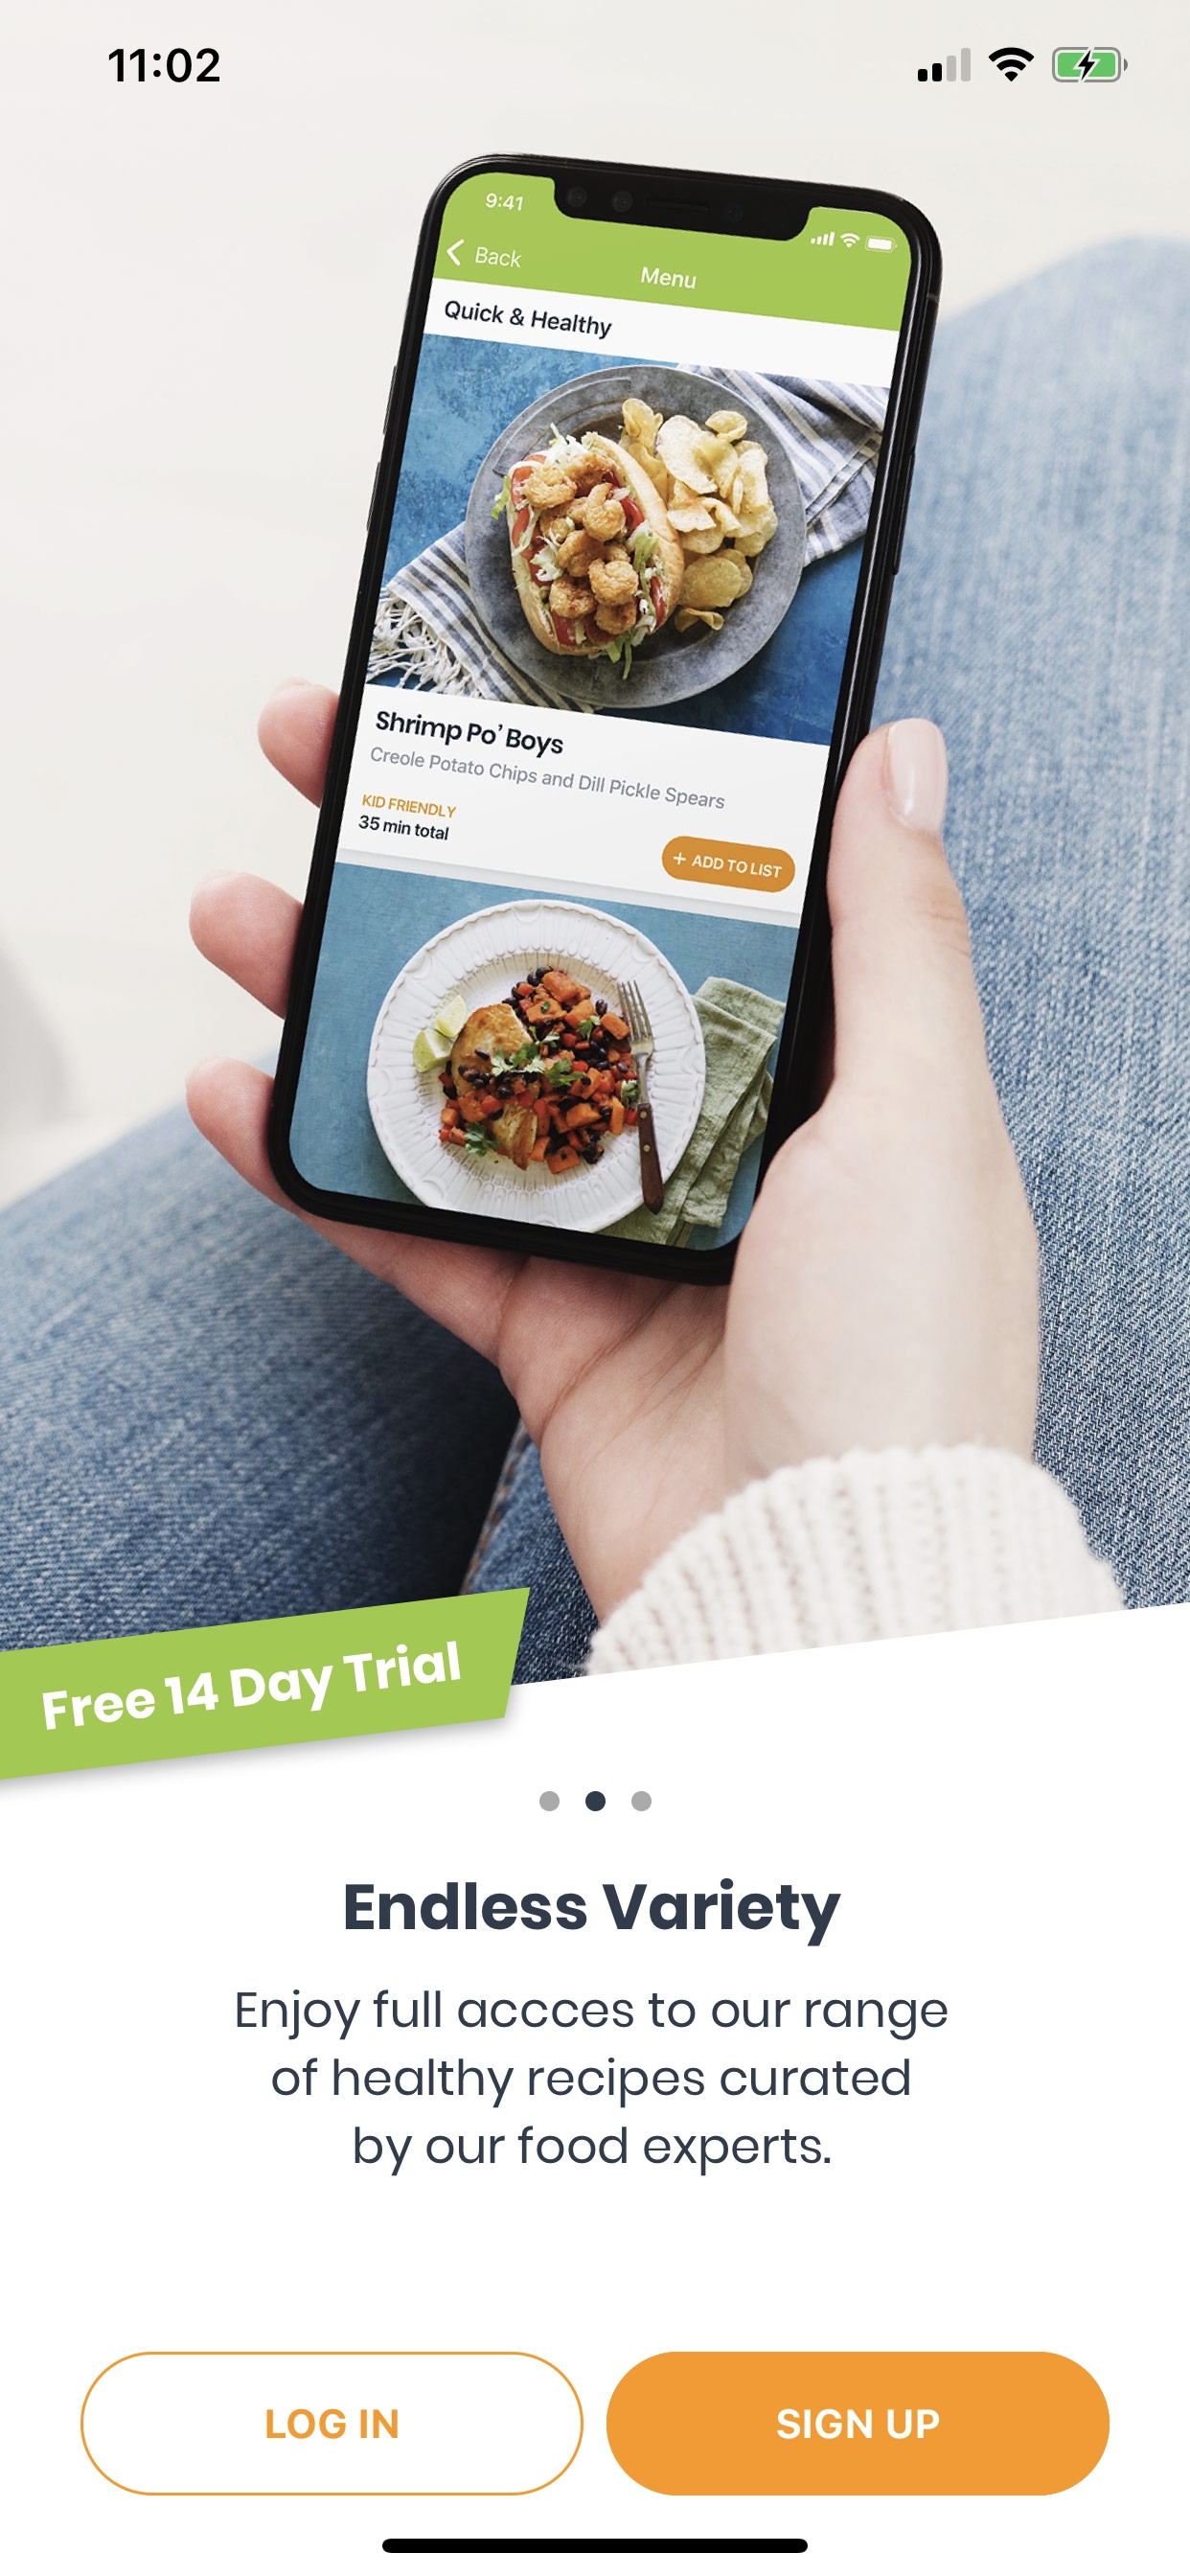 11:02
9:41
Back
Menu
Quick & Healthy
Shrimp Po' Boys
Creole Potato Chips and Dill Pickle Spears
KID FRIENDLY
35 min total
+ ADD TO LIST
Free 14 Day Trial
Endless Variety
Enjoy full accces to our range
of healthy recipes curated
by our food experts.
LOG IN
SIGN UP